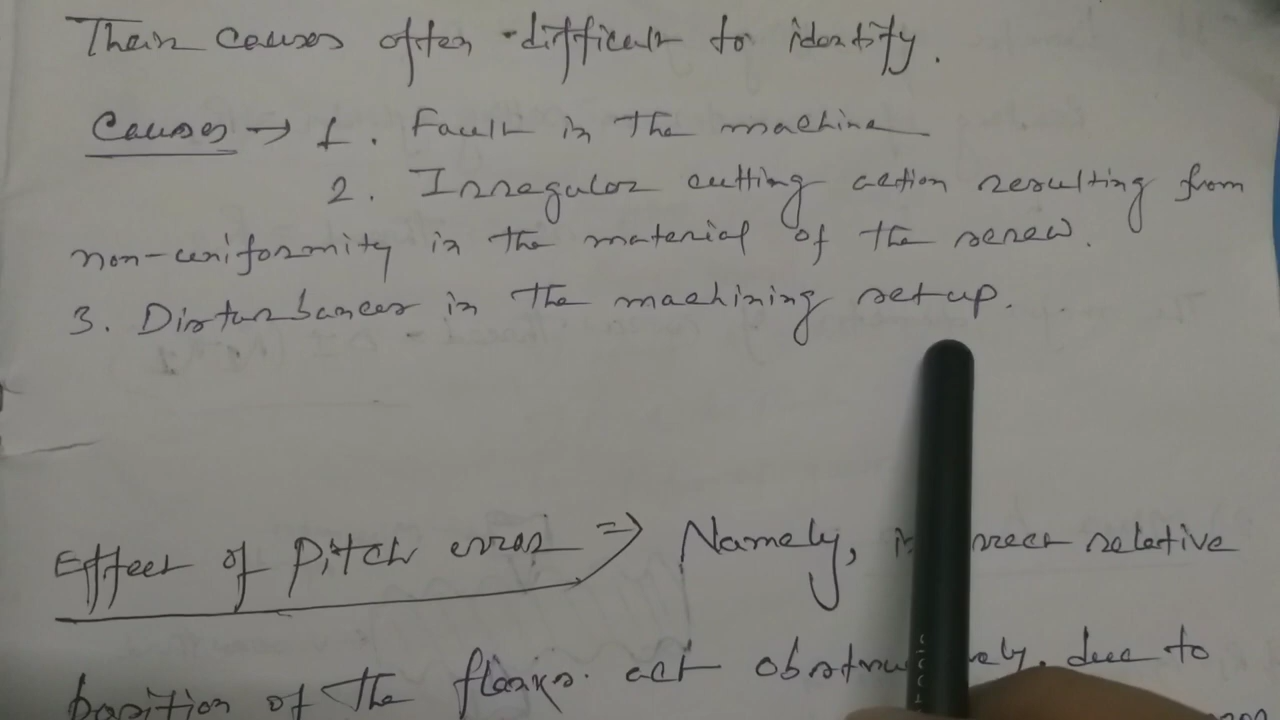 Their causes often difficult to identify.
Causes → 1. Fault in the machine
2. Irregular cutting action resulting from
non-uniformity in the material of the screw.
3. Disturbances in the machining setup.
Effect of Pitch error ⇒ Namely, relative
position of the flanks. act due to